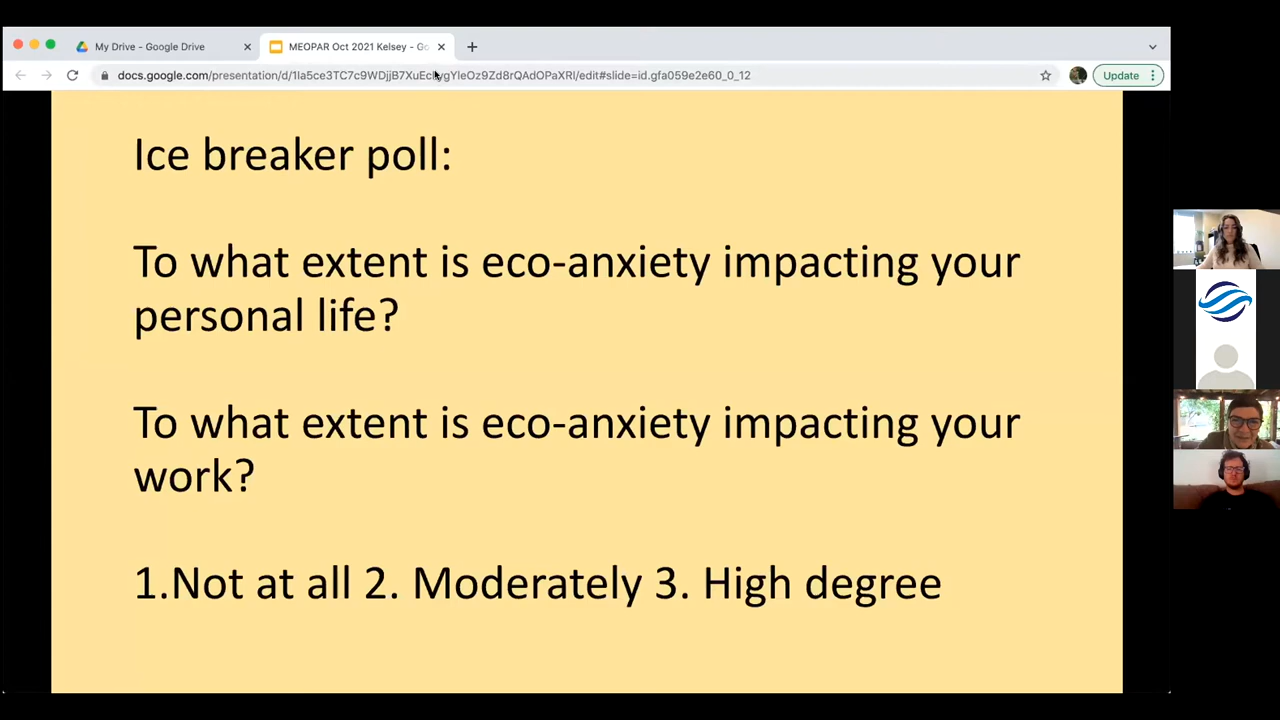 My Drive - Google Drive
MEOPAR Oct 2021 Kelsey - Go
Update
Ice breaker poll:
To what extent is eco-anxiety impacting your
personal life?
To what extent is eco-anxiety impacting your
work?
1.Not at all 2. Moderately 3. High degree